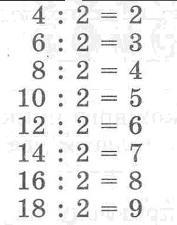 4 : 2 = 2
6 : 2 = 3
8 : 2 = 4
10 : 2 = 5
12 : 2 = 6
14 : 2 = 7
16 : 2 = 8
18 : 2 = 9